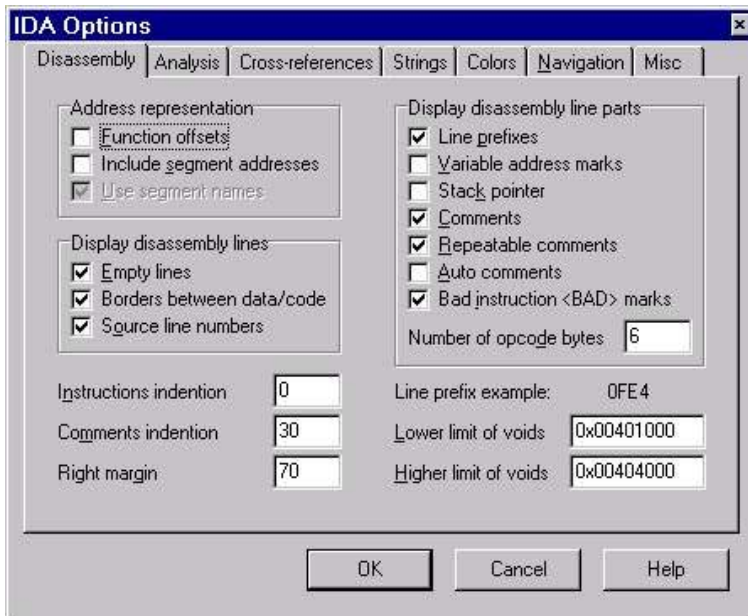 IDA Options
Disassembly Analysis Cross-references Strings Colors Navigation Misc
Address representation
Function offsets
Include segment addresses
Use segment names
Display disassembly lines
Empty lines
Borders between data/code
Source line numbers
Display disassembly line parts
Line prefixes
Variable address marks
Stack pointer
Comments
Repeatable comments
Auto comments
Bad instruction <BAD> marks
Number of opcode bytes 6
Instructions indention 0
Comments indention 30
Right margin 70
Line prefix example: 0FE4
Lower limit of voids 0x00401000
Higher limit of voids 0x00404000
OK Cancel Help